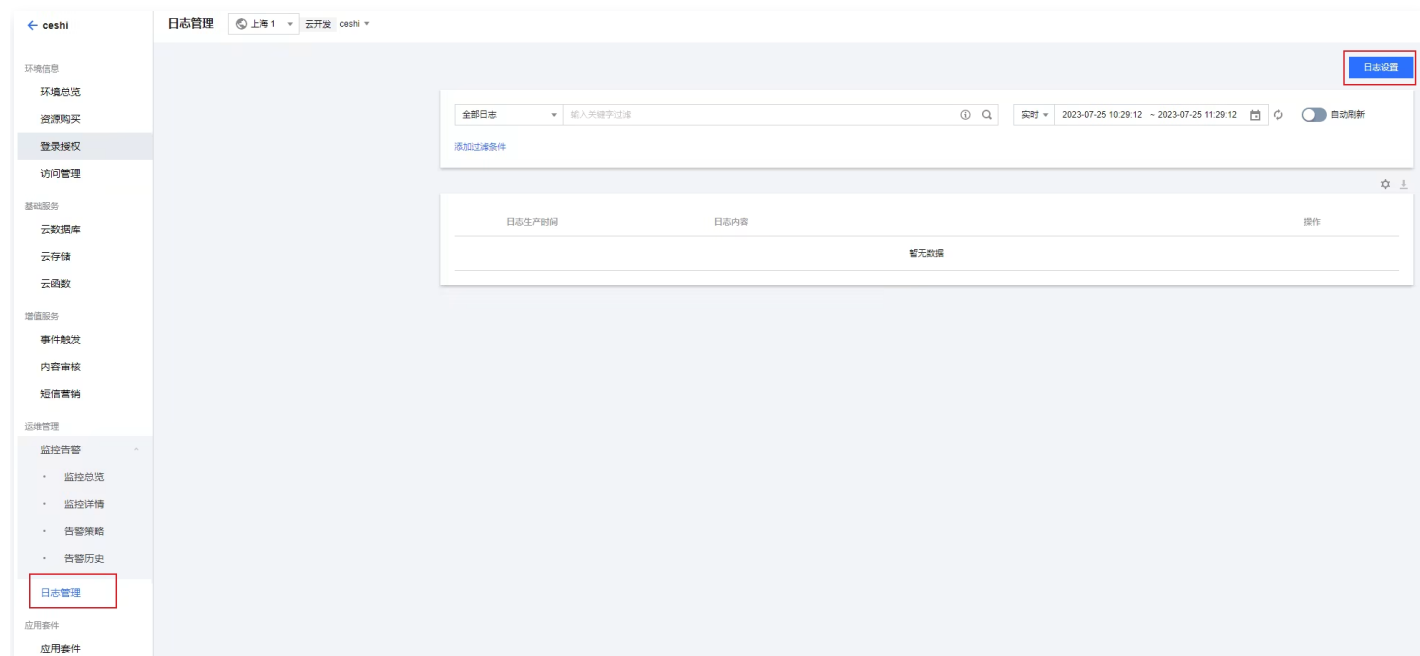 ceshi
日志管理
上海 1
云开发 ceshi
环境信息
环境总览
资源购买
登录授权
访问管理
基础服务
云数据库
云存储
云函数
增值服务
事件触发
内容审核
短信营销
运维管理
监控告警
监控总览
监控详情
告警策略
告警历史
日志管理
应用套件
应用套件
日志设置
全部日志
输入关键字过滤
实时
2023-07-25 10:29:12 ~ 2023-07-25 11:29:12
自动刷新
添加过滤条件
日志生产时间
日志内容
操作
暂无数据